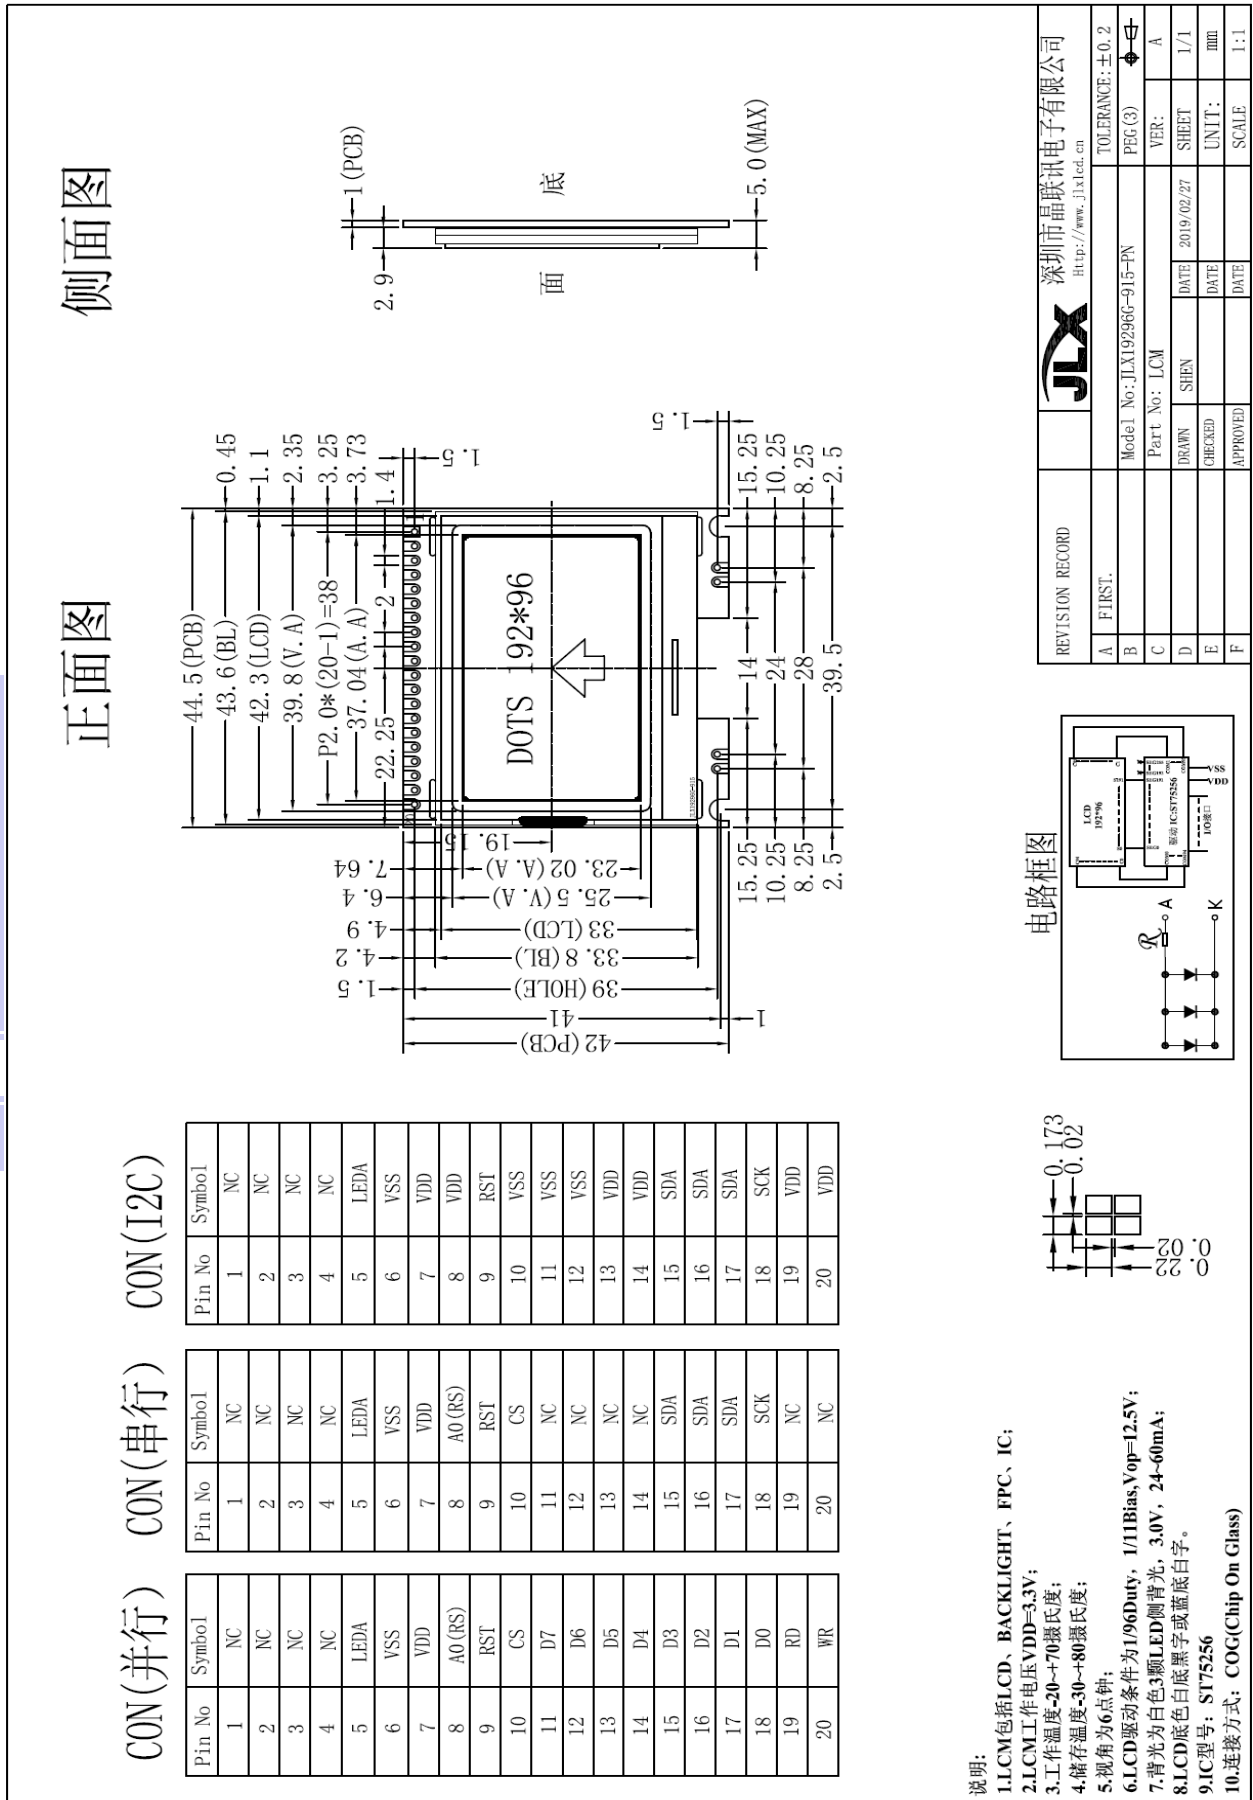 正面图
侧面图
44.5(PCB)
43.6(BL)
0.45
42.3(LCD)
1.1
39.8(V.A)
2.35
P2.0*(20-1)=38
3.25
37.04(A.A)
3.73
22.25
2
1.4
1.5
19.15
7.64
23.02(A.A)
6.4
25.5(V.A)
4.9
33(LCD)
4.2
33.8(BL)
1.5
39(HOLE)
41
1
42(PCB)
DOTS 192*96
JLX19296G-915
1.5
15.25
14
15.25
10.25
24
10.25
8.25
28
8.25
2.5
39.5
2.5
2.9
1(PCB)
面
底
5.0(MAX)
CON(并行)
Pin No Symbol
1 NC
2 NC
3 NC
4 NC
5 LEDA
6 VSS
7 VDD
8 A0(RS)
9 RST
10 CS
11 D7
12 D6
13 D5
14 D4
15 D3
16 D2
17 D1
18 D0
19 RD
20 WR
CON(串行)
Pin No Symbol
1 NC
2 NC
3 NC
4 NC
5 LEDA
6 VSS
7 VDD
8 A0(RS)
9 RST
10 CS
11 NC
12 NC
13 NC
14 NC
15 SDA
16 SDA
17 SDA
18 SCK
19 NC
20 NC
CON(I2C)
Pin No Symbol
1 NC
2 NC
3 NC
4 NC
5 LEDA
6 VSS
7 VDD
8 VDD
9 RST
10 VSS
11 VSS
12 VSS
13 VDD
14 VDD
15 SDA
16 SDA
17 SDA
18 SCK
19 VDD
20 VDD
说明:
1.LCM包括LCD、BACKLIGHT、FPC、IC;
2.LCM工作电压VDD=3.3V;
3.工作温度-20~+70摄氏度;
4.储存温度-30~+80摄氏度;
5.视角为6点钟;
6.LCD驱动条件为1/96Duty, 1/11Bias,Vop=12.5V;
7.背光为白色3颗LED侧背光, 3.0V, 24~60mA;
8.LCD底色白底黑字或蓝底白字。
9.IC型号: ST75256
10.连接方式: COG(Chip On Glass)
0.173
0.02
0.02
0.22
电路框图
LCD
192*96
驱动 IC:ST75256
VSS
VDD
I/O接口
R
A
K
REVISION RECORD
A FIRST.
B
C
D
E
F
JLX
深圳市晶联讯电子有限公司
Http://www.jlxlcd.cn
Model No:JLX19296G-915-PN
Part No: LCM
DRAWN SHEN DATE 2019/02/27
CHECKED DATE
APPROVED DATE
TOLERANCE:±0.2
PEG(3)
VER: A
SHEET 1/1
UNIT: mm
SCALE 1:1